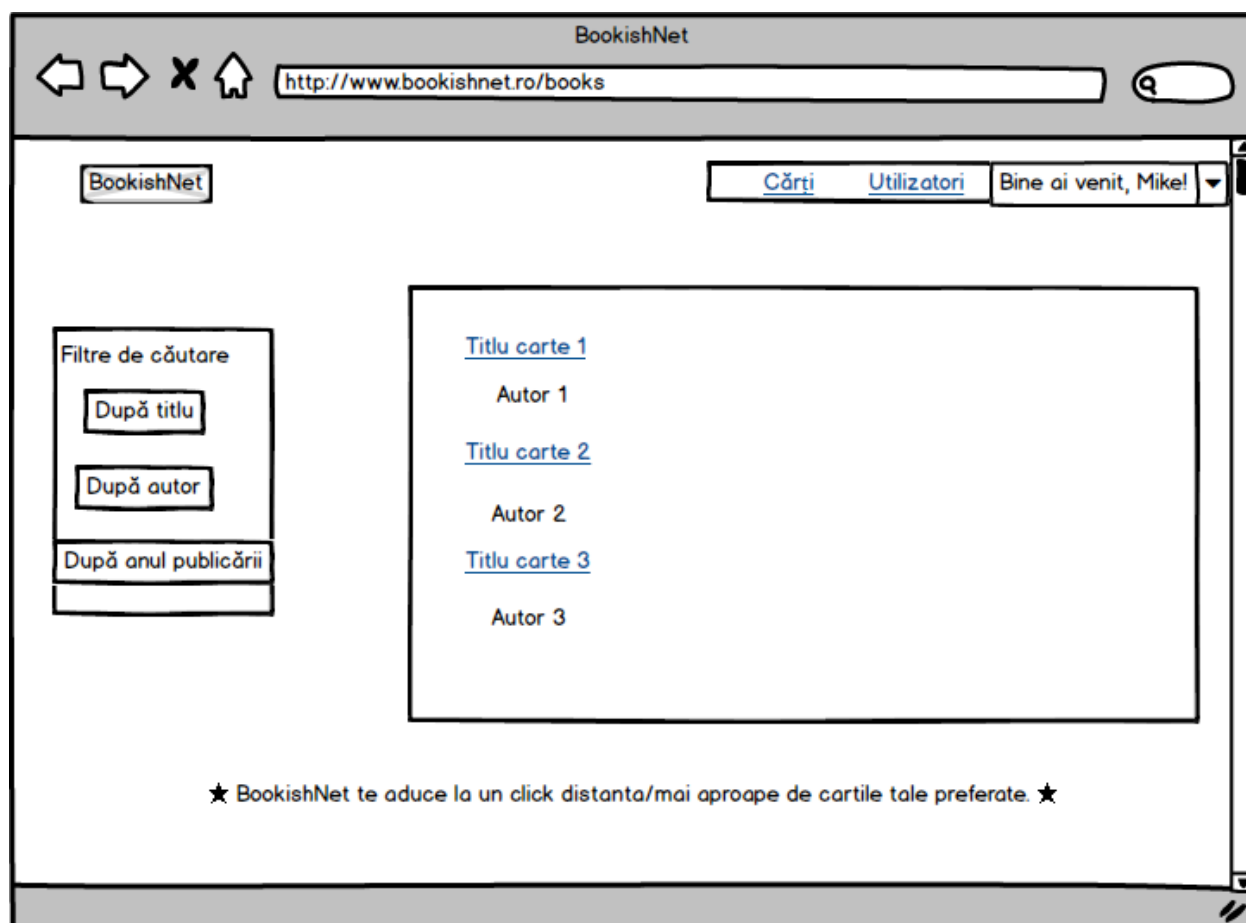 BookishNet
http://www.bookishnet.ro/books
BookishNet
Cărți Utilizatori Bine ai venit, Mike!
Filtre de căutare
După titlu
După autor
După anul publicării
Titlu carte 1
Autor 1
Titlu carte 2
Autor 2
Titlu carte 3
Autor 3
★ BookishNet te aduce la un click distanta/mai aproape de cartile tale preferate. ★